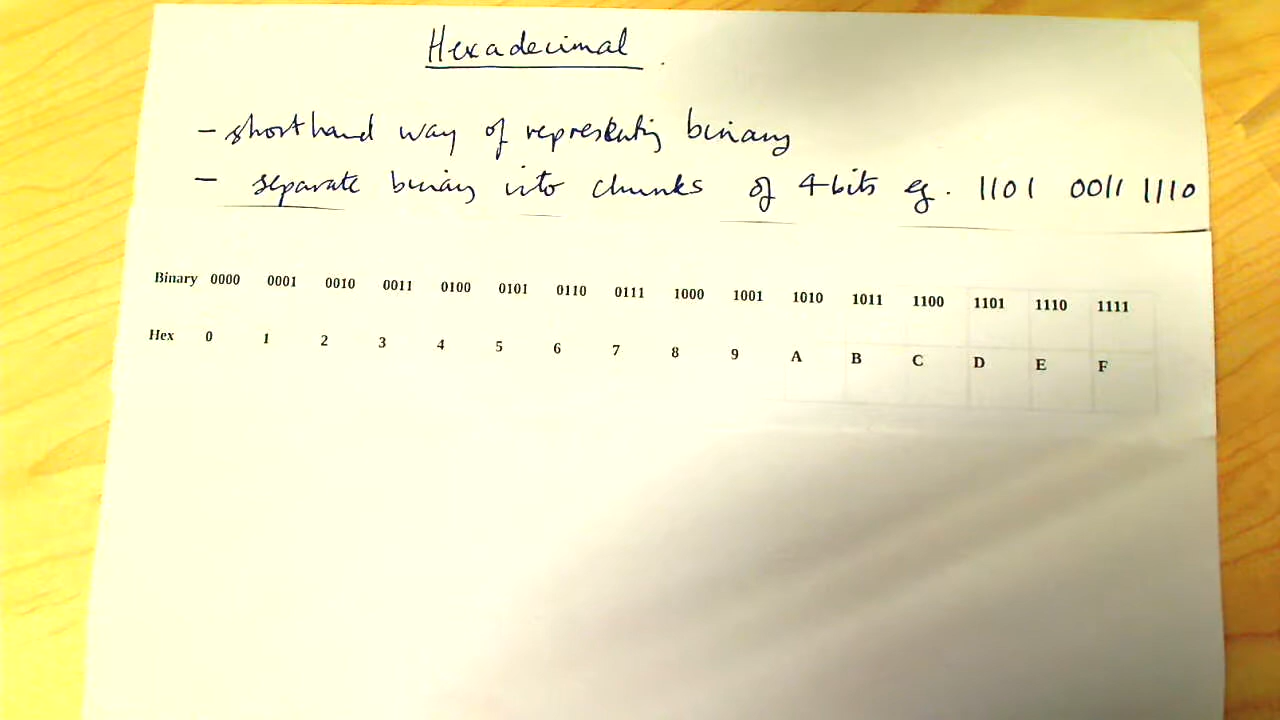 Hexadecimal
- shorthand way of representing binary
- separate binary into chunks of 4-bits eg. 1101 0011 1110
Binary 0000 0001 0010 0011 0100 0101 0110 0111 1000 1001 1010 1011 1100 1101 1110 1111
Hex 0 1 2 3 4 5 6 7 8 9 A B C D E F